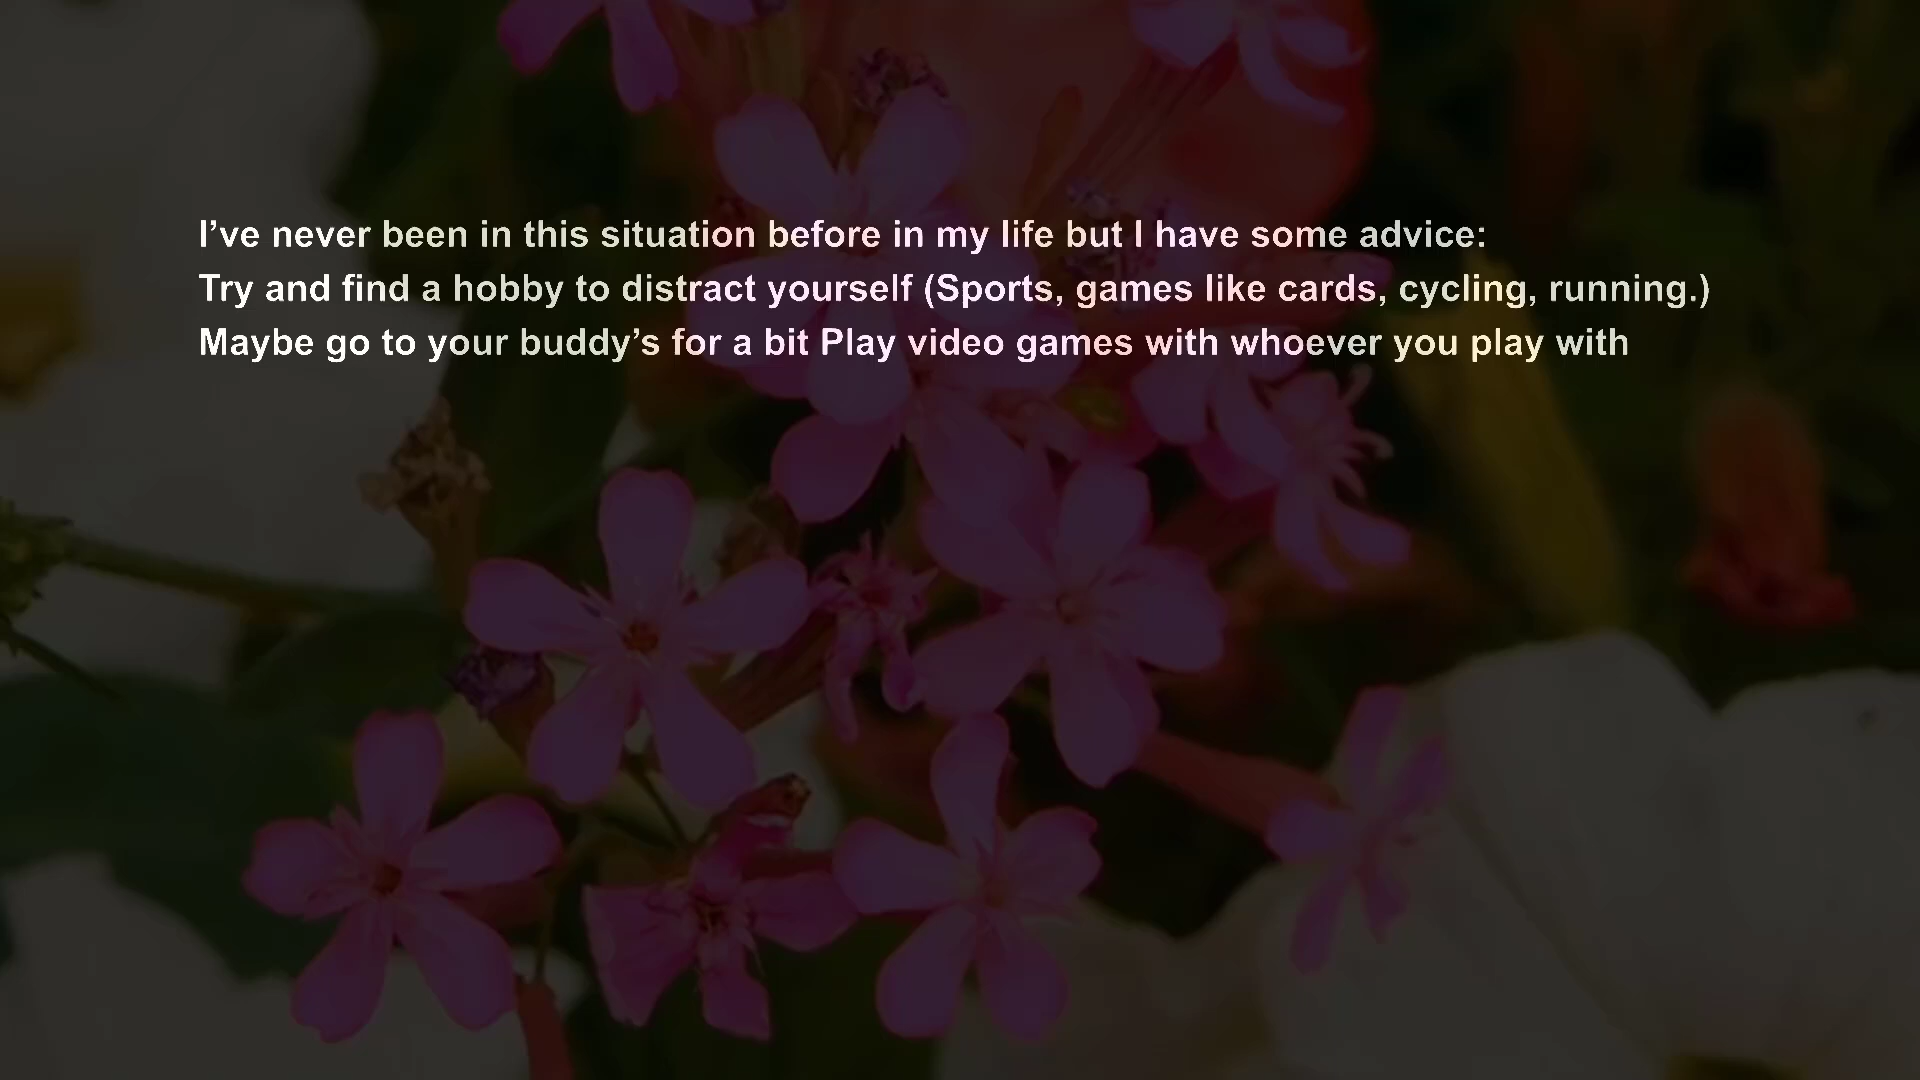 I’ve never been in this situation before in my life but I have some advice:
Try and find a hobby to distract yourself (Sports, games like cards, cycling, running.)
Maybe go to your buddy’s for a bit Play video games with whoever you play with